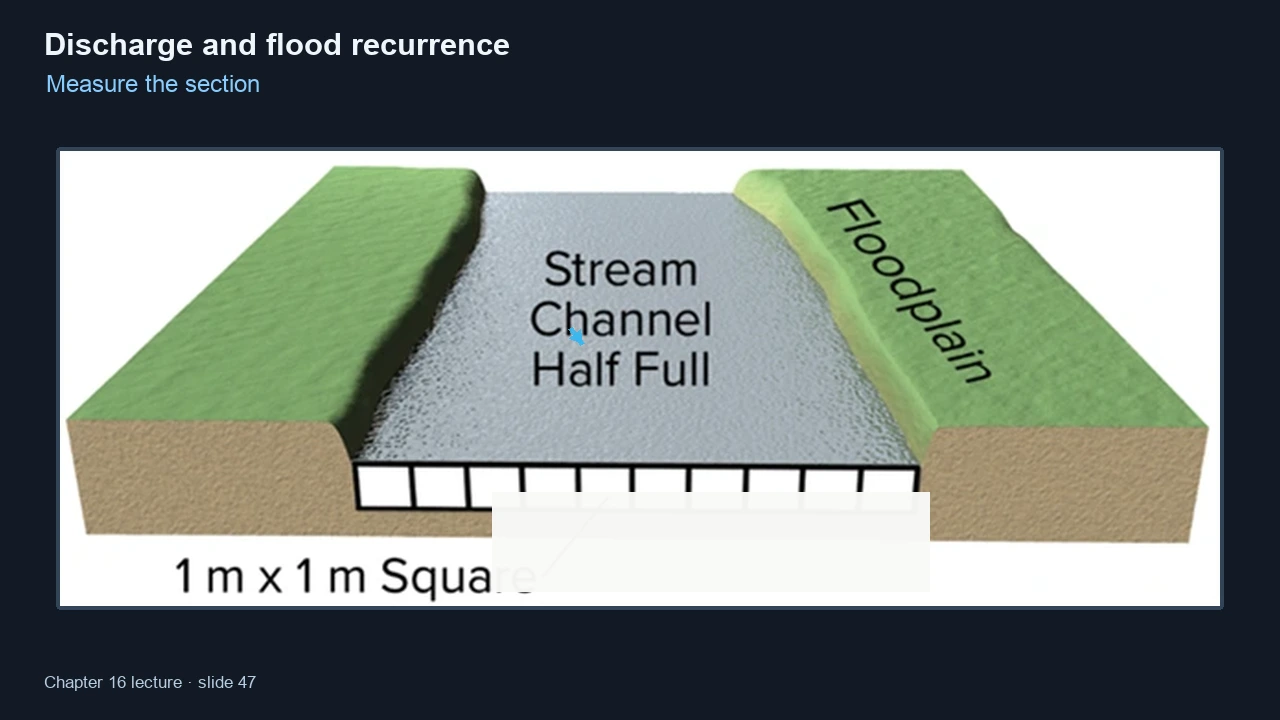 Discharge and flood recurrence
Measure the section
Stream
Channel
Half Full
Floodplain
1 m x 1 m Square
Chapter 16 lecture · slide 47